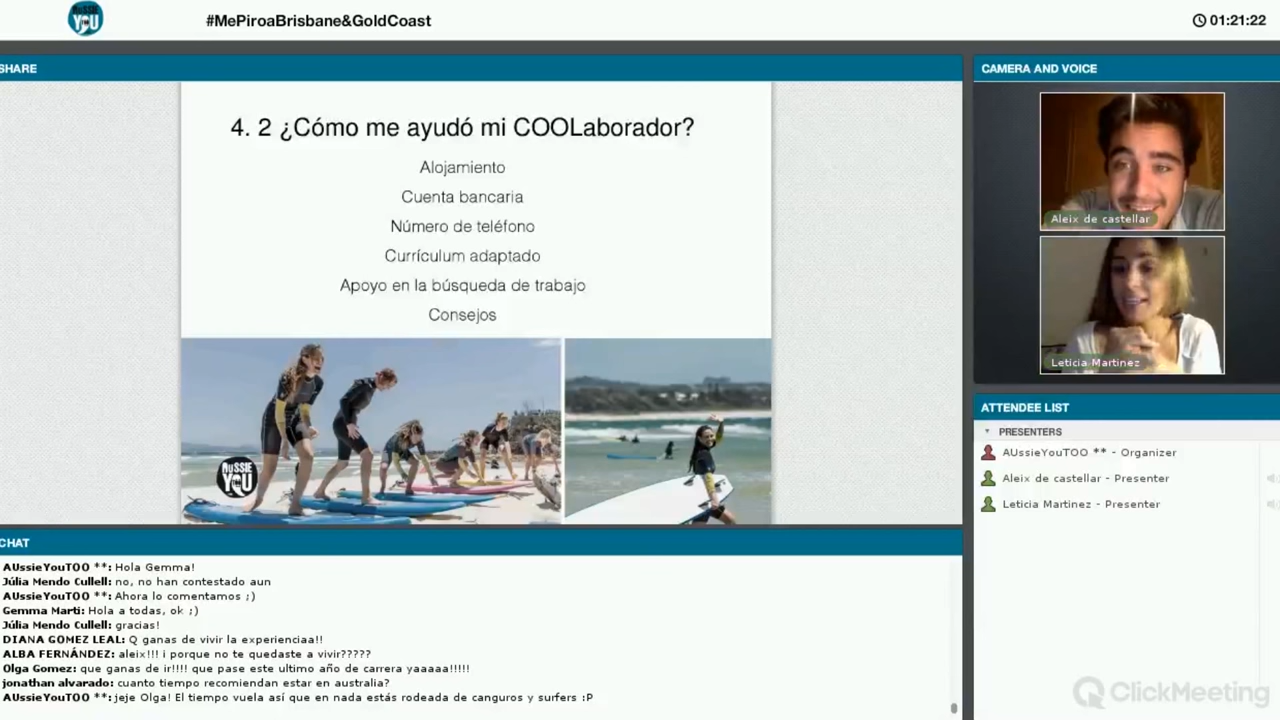 AUSSIE
YOU
#MePiroaBrisbane&GoldCoast
01:21:22
SHARE
CAMERA AND VOICE
4. 2 ¿Cómo me ayudó mi COOLaborador?
Alojamiento
Cuenta bancaria
Número de teléfono
Currículum adaptado
Apoyo en la búsqueda de trabajo
Consejos
AUSSIE
YOU
Aleix de castellar
Leticia Martinez
ATTENDEE LIST
PRESENTERS
AUssieYouTOO ** - Organizer
Aleix de castellar - Presenter
Leticia Martinez - Presenter
CHAT
AUssieYouTOO **: Hola Gemma!
Júlia Mendo Cullell: no, no han contestado aun
AUssieYouTOO **: Ahora lo comentamos ;)
Gemma Marti: Hola a todas, ok ;)
Júlia Mendo Cullell: gracias!
DIANA GOMEZ LEAL: Q ganas de vivir la experienciaa!!
ALBA FERNÁNDEZ: aleix!!! i porque no te quedaste a vivir?????
Olga Gomez: que ganas de ir!!!! que pase este ultimo año de carrera yaaaaa!!!!!
jonathan alvarado: cuanto tiempo recomiendan estar en australia?
AUssieYouTOO **: jeje Olga! El tiempo vuela así que en nada estás rodeada de canguros y surfers :P
ClickMeeting